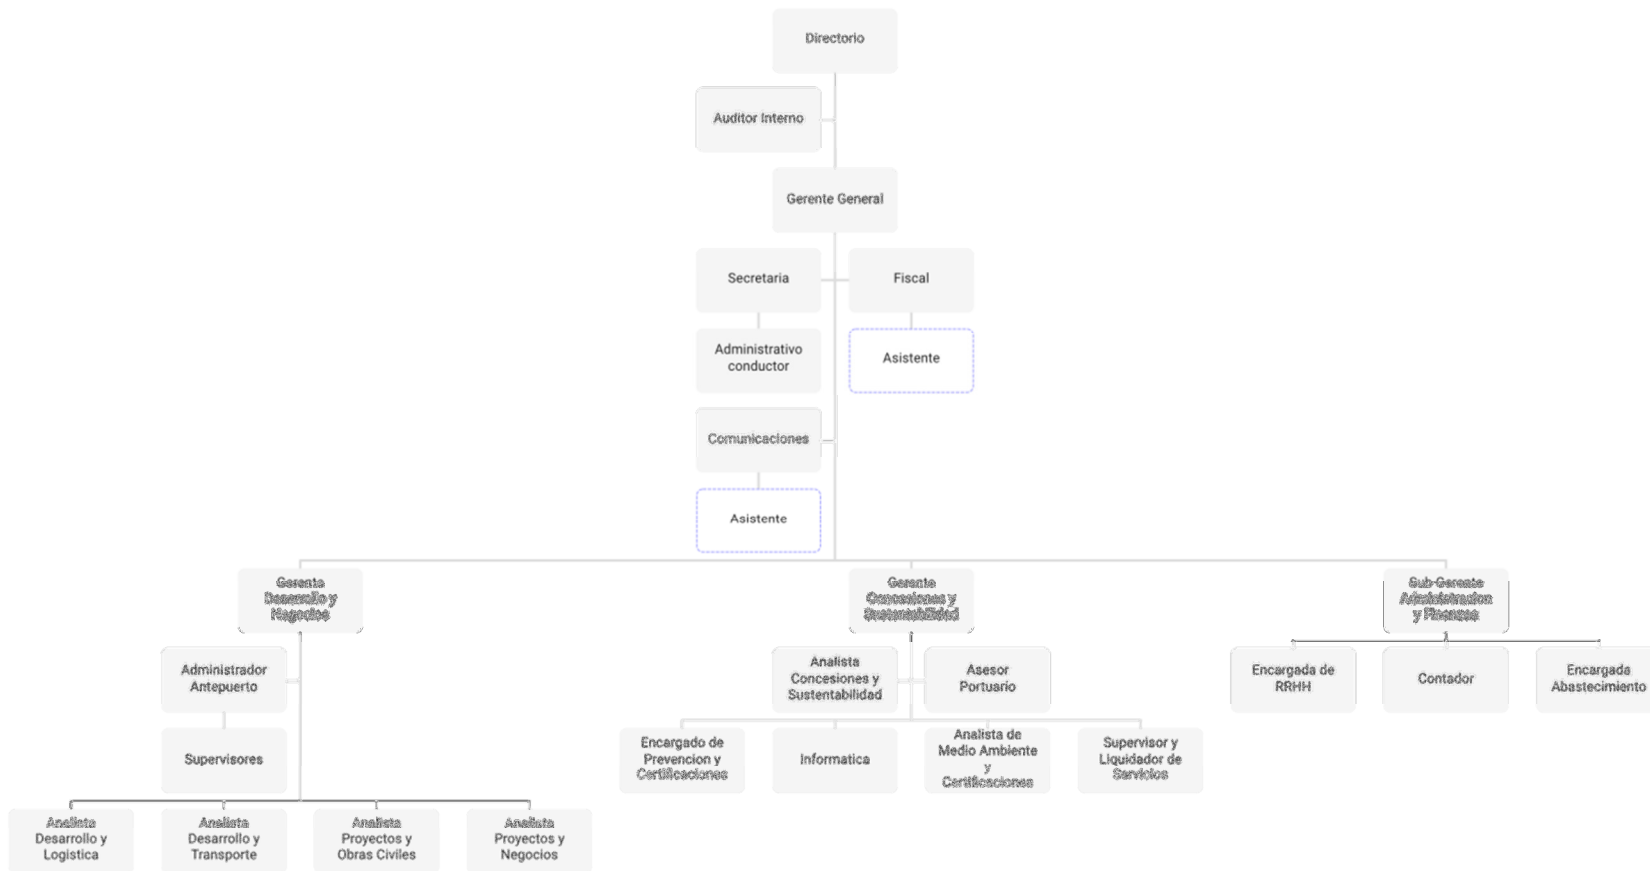 Directorio
Auditor Interno
Gerente General
Secretaria
Fiscal
Administrativo
conductor
Asistente
Comunicaciones
Asistente
Gerente
Desarrollo y
Negocios
Gerente
Concesiones y
Sustentabilidad
Sub-Gerente
Administracion
y Finanzas
Administrador
Antepuerto
Analista
Concesiones y
Sustentabilidad
Asesor
Portuario
Encargada de
RRHH
Contador
Encargada
Abastecimiento
Supervisores
Encargado de
Prevencion y
Certificaciones
Informatica
Analista de
Medio Ambiente
y
Certificaciones
Supervisor y
Liquidador de
Servicios
Analista
Desarrollo y
Logistica
Analista
Desarrollo y
Transporte
Analista
Proyectos y
Obras Civiles
Analista
Proyectos y
Negocios